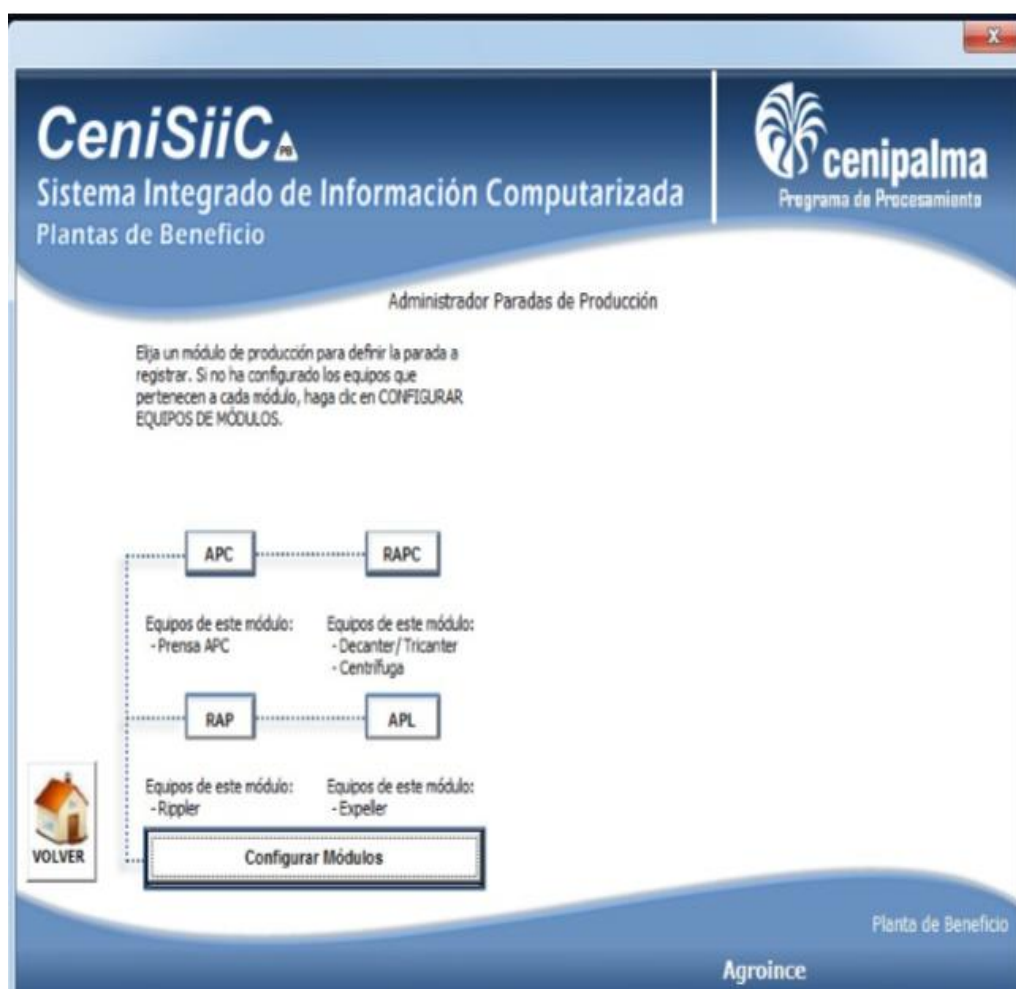 X
CeniSiiC PB
Sistema Integrado de Información Computarizada
Plantas de Beneficio
cenipalma
Programa de Procesamiento
Administrador Paradas de Producción
Elija un módulo de producción para definir la parada a
registrar. Si no ha configurado los equipos que
pertenecen a cada módulo, haga clic en CONFIGURAR
EQUIPOS DE MÓDULOS.
APC
RAPC
Equipos de este módulo:
- Prensa APC
Equipos de este módulo:
- Decanter/Tricanter
- Centrífuga
RAP
APL
Equipos de este módulo:
- Rippler
Equipos de este módulo:
- Expeller
VOLVER
Configurar Módulos
Planta de Beneficio
Agroince